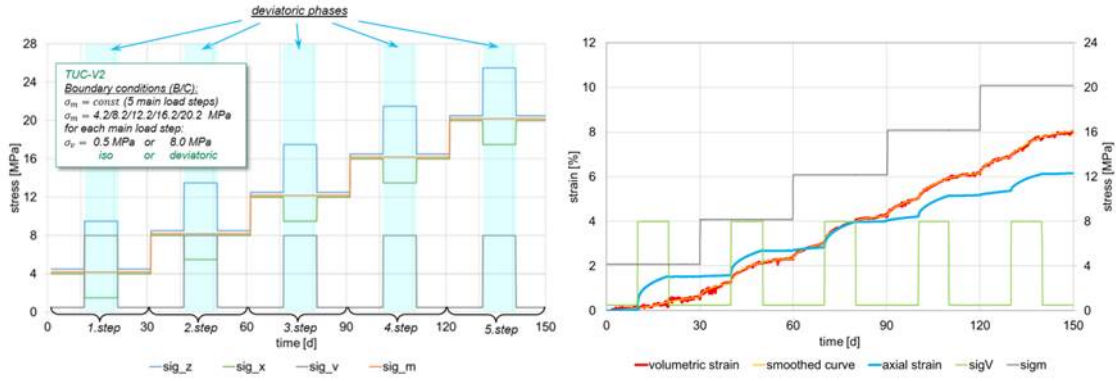 deviatoric phases
28
24
20
16
12
8
4
0
stress [MPa]
TUC-V2
Boundary conditions (B/C):
σm = const (5 main load steps)
σm = 4.2/8.2/12.2/16.2/20.2 MPa
for each main load step:
σv = 0.5 MPa or 8.0 MPa
iso or deviatoric
1.step 2.step 3.step 4.step 5.step
0 30 60 90 120 150
time [d]
sig_z sig_x sig_v sig_m
12
10
8
6
4
2
0
strain [%]
24
20
16
12
8
4
0
stress [MPa]
0 30 60 90 120 150
time [d]
volumetric strain smoothed curve axial strain sigV sigm